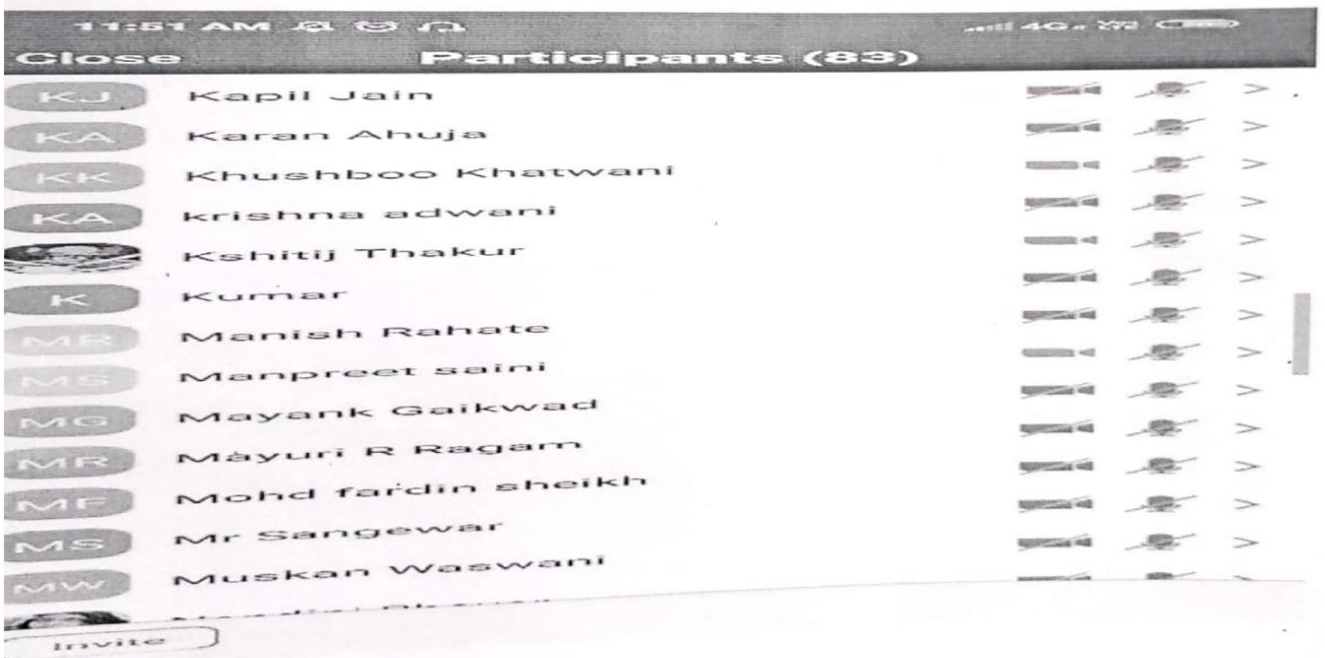 11:51 AM 4G
Close Participants (83)
KJ Kapil Jain
KA Karan Ahuja
KK Khushboo Khatwani
KA krishna adwani
Kshitij Thakur
K Kumar
MR Manish Rahate
MS Manpreet saini
MG Mayank Gaikwad
MR Mayuri R Ragam
MF Mohd fardin sheikh
MS Mr Sangewar
MW Muskan Waswani
Invite